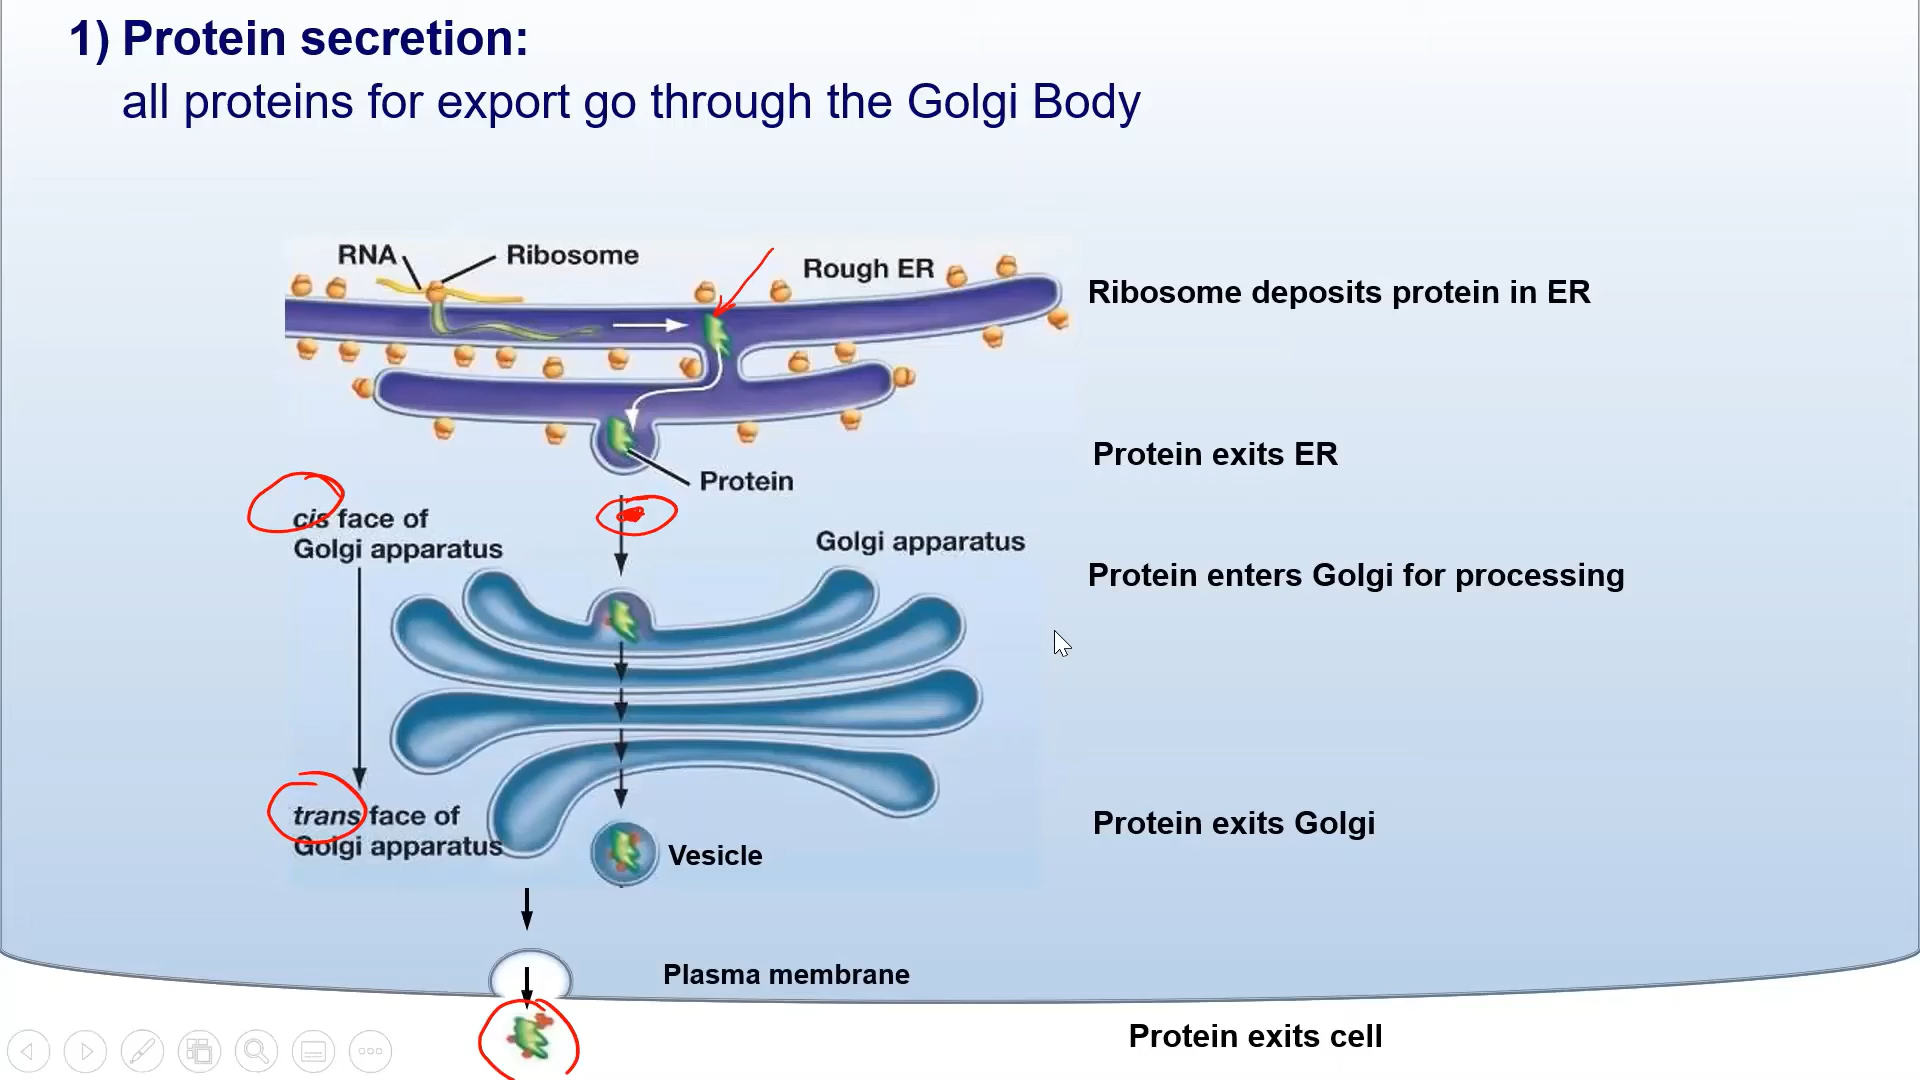 1) Protein secretion:
all proteins for export go through the Golgi Body
RNA
Ribosome
Rough ER
Ribosome deposits protein in ER
Protein exits ER
Protein
cis face of
Golgi apparatus
Golgi apparatus
Protein enters Golgi for processing
trans face of
Golgi apparatus
Protein exits Golgi
Vesicle
Plasma membrane
Protein exits cell